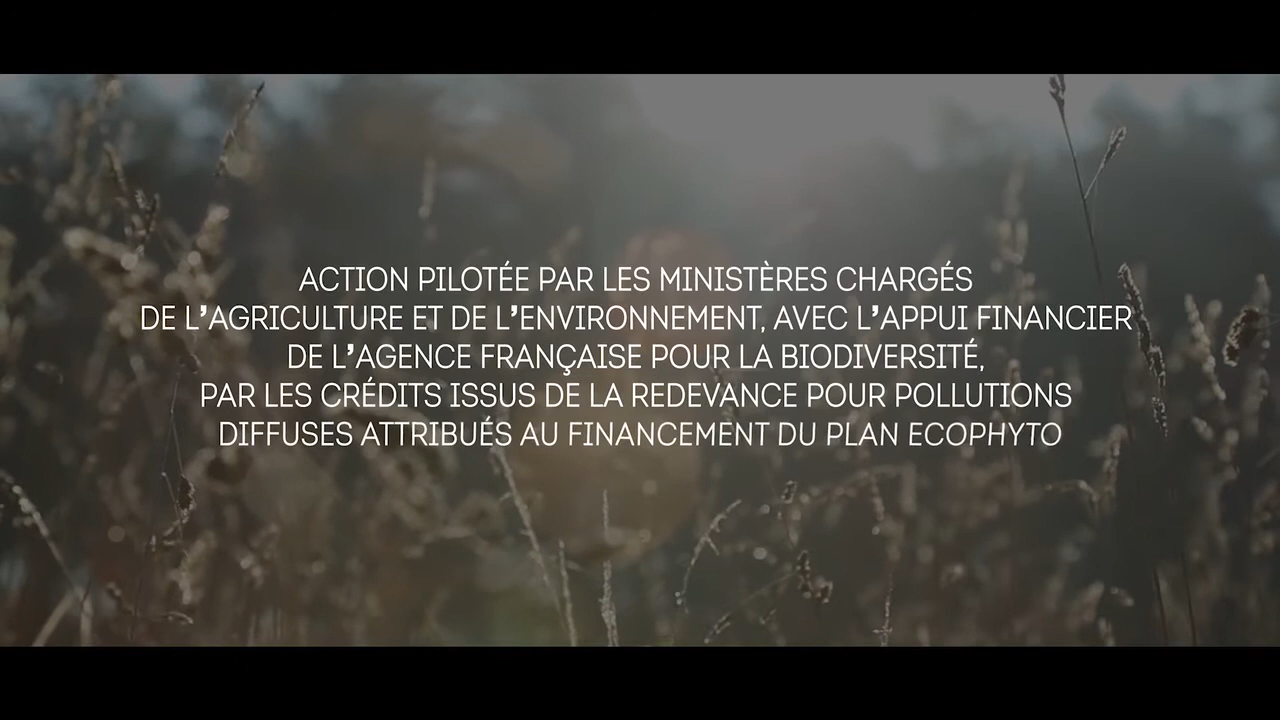 ACTION PILOTÉE PAR LES MINISTÈRES CHARGÉS
DE L'AGRICULTURE ET DE L'ENVIRONNEMENT, AVEC L'APPUI FINANCIER
DE L'AGENCE FRANÇAISE POUR LA BIODIVERSITÉ,
PAR LES CRÉDITS ISSUS DE LA REDEVANCE POUR POLLUTIONS
DIFFUSES ATTRIBUÉS AU FINANCEMENT DU PLAN ECOPHYTO